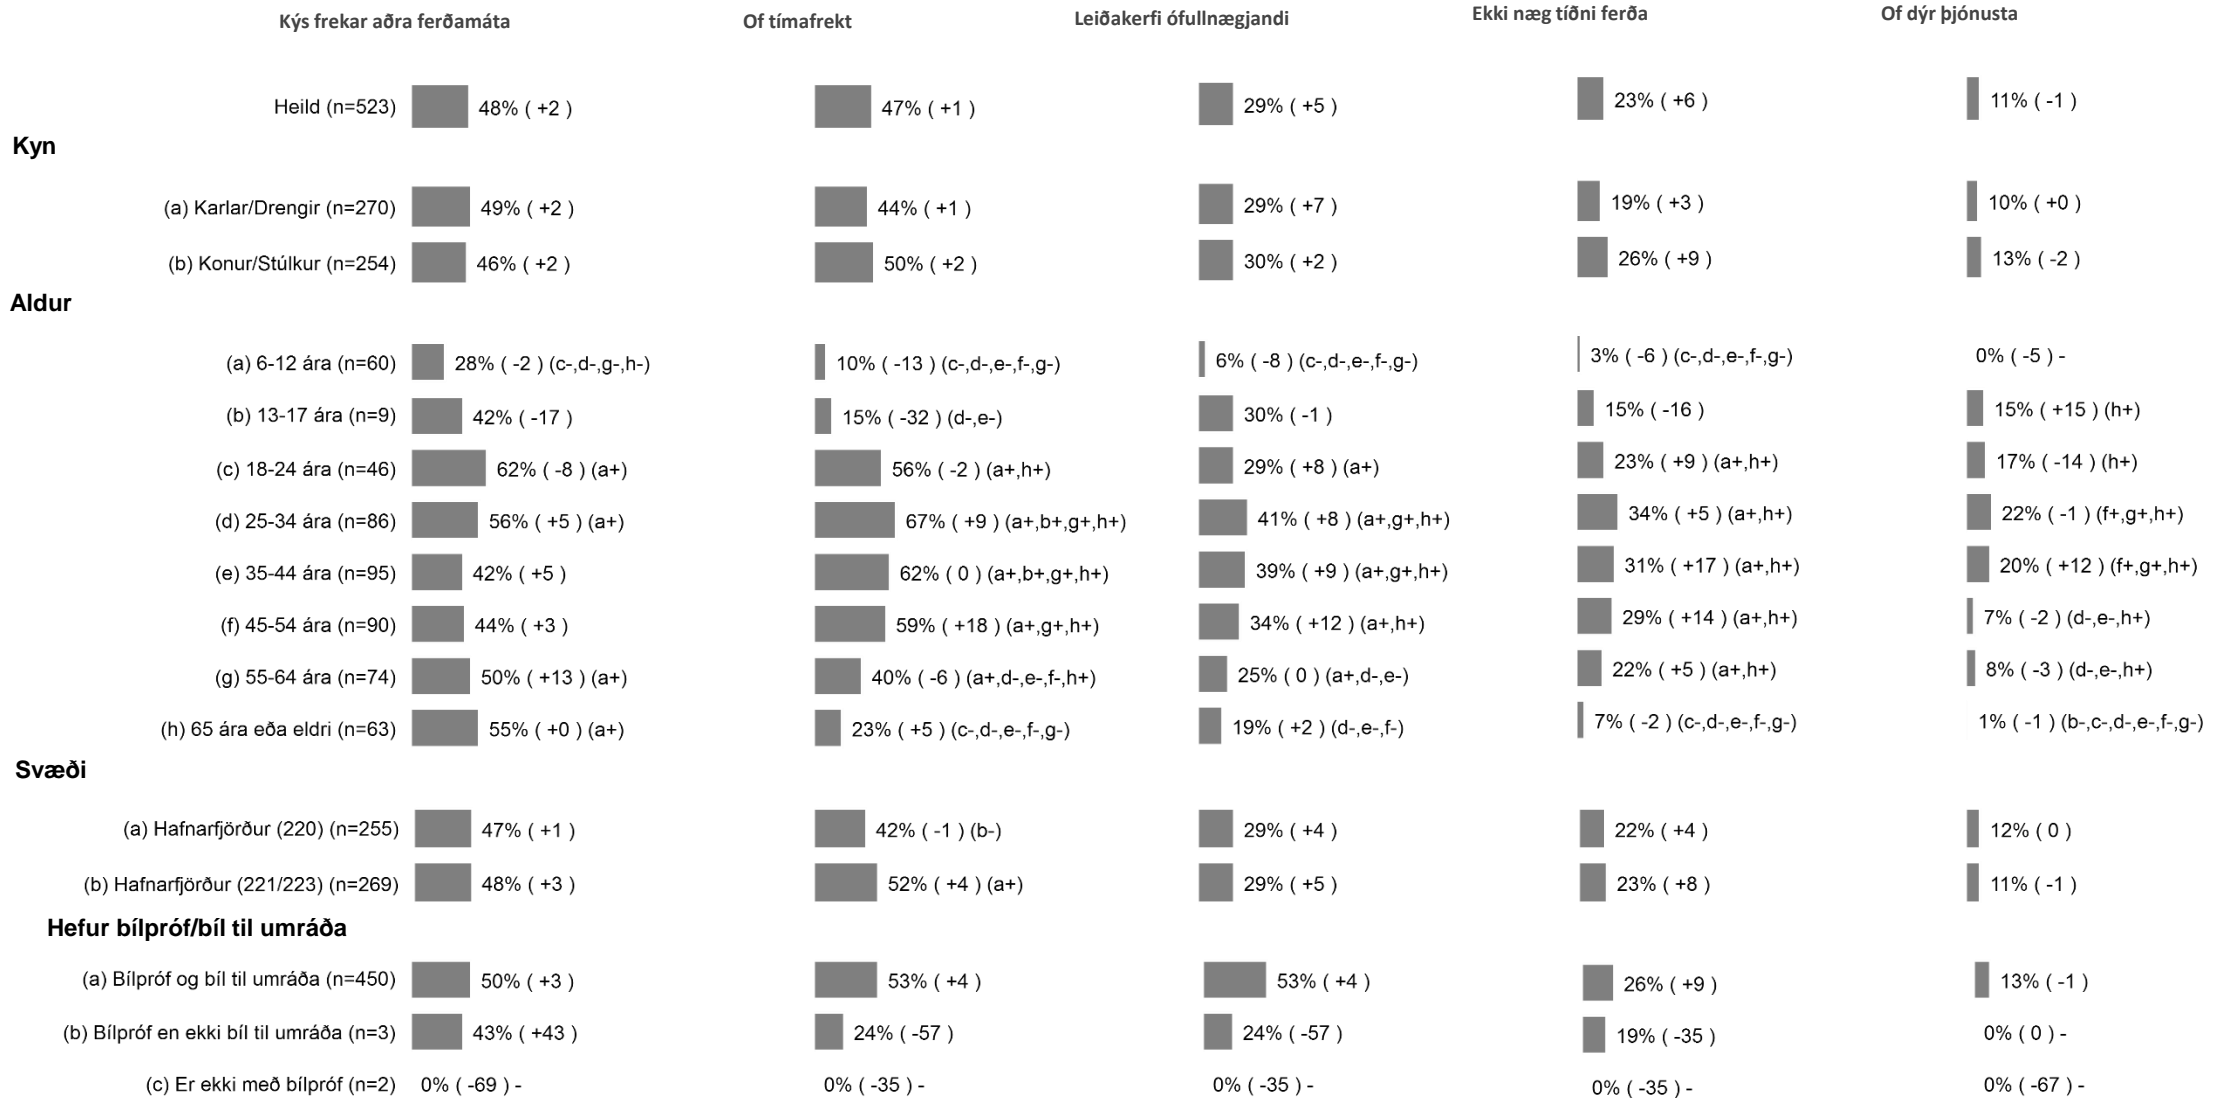 Kýs frekar aðra ferðamáta Of tímafrekt Leiðakerfi ófullnægjandi Ekki næg tíðni ferða Of dýr þjónusta
Heild (n=523) 48% ( +2 ) 47% ( +1 ) 29% ( +5 ) 23% ( +6 ) 11% ( -1 )
Kyn
(a) Karlar/Drengir (n=270) 49% ( +2 ) 44% ( +1 ) 29% ( +7 ) 19% ( +3 ) 10% ( +0 )
(b) Konur/Stúlkur (n=254) 46% ( +2 ) 50% ( +2 ) 30% ( +2 ) 26% ( +9 ) 13% ( -2 )
Aldur
(a) 6-12 ára (n=60) 28% ( -2 ) (c-,d-,g-,h-) 10% ( -13 ) (c-,d-,e-,f-,g-) 6% ( -8 ) (c-,d-,e-,f-,g-) 3% ( -6 ) (c-,d-,e-,f-,g-) 0% ( -5 ) -
(b) 13-17 ára (n=9) 42% ( -17 ) 15% ( -32 ) (d-,e-) 30% ( -1 ) 15% ( -16 ) 15% ( +15 ) (h+)
(c) 18-24 ára (n=46) 62% ( -8 ) (a+) 56% ( -2 ) (a+,h+) 29% ( +8 ) (a+) 23% ( +9 ) (a+,h+) 17% ( -14 ) (h+)
(d) 25-34 ára (n=86) 56% ( +5 ) (a+) 67% ( +9 ) (a+,b+,g+,h+) 41% ( +8 ) (a+,g+,h+) 34% ( +5 ) (a+,h+) 22% ( -1 ) (f+,g+,h+)
(e) 35-44 ára (n=95) 42% ( +5 ) 62% ( 0 ) (a+,b+,g+,h+) 39% ( +9 ) (a+,g+,h+) 31% ( +17 ) (a+,h+) 20% ( +12 ) (f+,g+,h+)
(f) 45-54 ára (n=90) 44% ( +3 ) 59% ( +18 ) (a+,g+,h+) 34% ( +12 ) (a+,h+) 29% ( +14 ) (a+,h+) 7% ( -2 ) (d-,e-,h+)
(g) 55-64 ára (n=74) 50% ( +13 ) (a+) 40% ( -6 ) (a+,d-,e-,f-,h+) 25% ( 0 ) (a+,d-,e-) 22% ( +5 ) (a+,h+) 8% ( -3 ) (d-,e-,h+)
(h) 65 ára eða eldri (n=63) 55% ( +0 ) (a+) 23% ( +5 ) (c-,d-,e-,f-,g-) 19% ( +2 ) (d-,e-,f-) 7% ( -2 ) (c-,d-,e-,f-,g-) 1% ( -1 ) (b-,c-,d-,e-,f-,g-)
Svæði
(a) Hafnarfjörður (220) (n=255) 47% ( +1 ) 42% ( -1 ) (b-) 29% ( +4 ) 22% ( +4 ) 12% ( 0 )
(b) Hafnarfjörður (221/223) (n=269) 48% ( +3 ) 52% ( +4 ) (a+) 29% ( +5 ) 23% ( +8 ) 11% ( -1 )
Hefur bílpróf/bíl til umráða
(a) Bílpróf og bíl til umráða (n=450) 50% ( +3 ) 53% ( +4 ) 53% ( +4 ) 26% ( +9 ) 13% ( -1 )
(b) Bílpróf en ekki bíl til umráða (n=3) 43% ( +43 ) 24% ( -57 ) 24% ( -57 ) 19% ( -35 ) 0% ( 0 ) -
(c) Er ekki með bílpróf (n=2) 0% ( -69 ) - 0% ( -35 ) - 0% ( -35 ) - 0% ( -35 ) - 0% ( -67 ) -